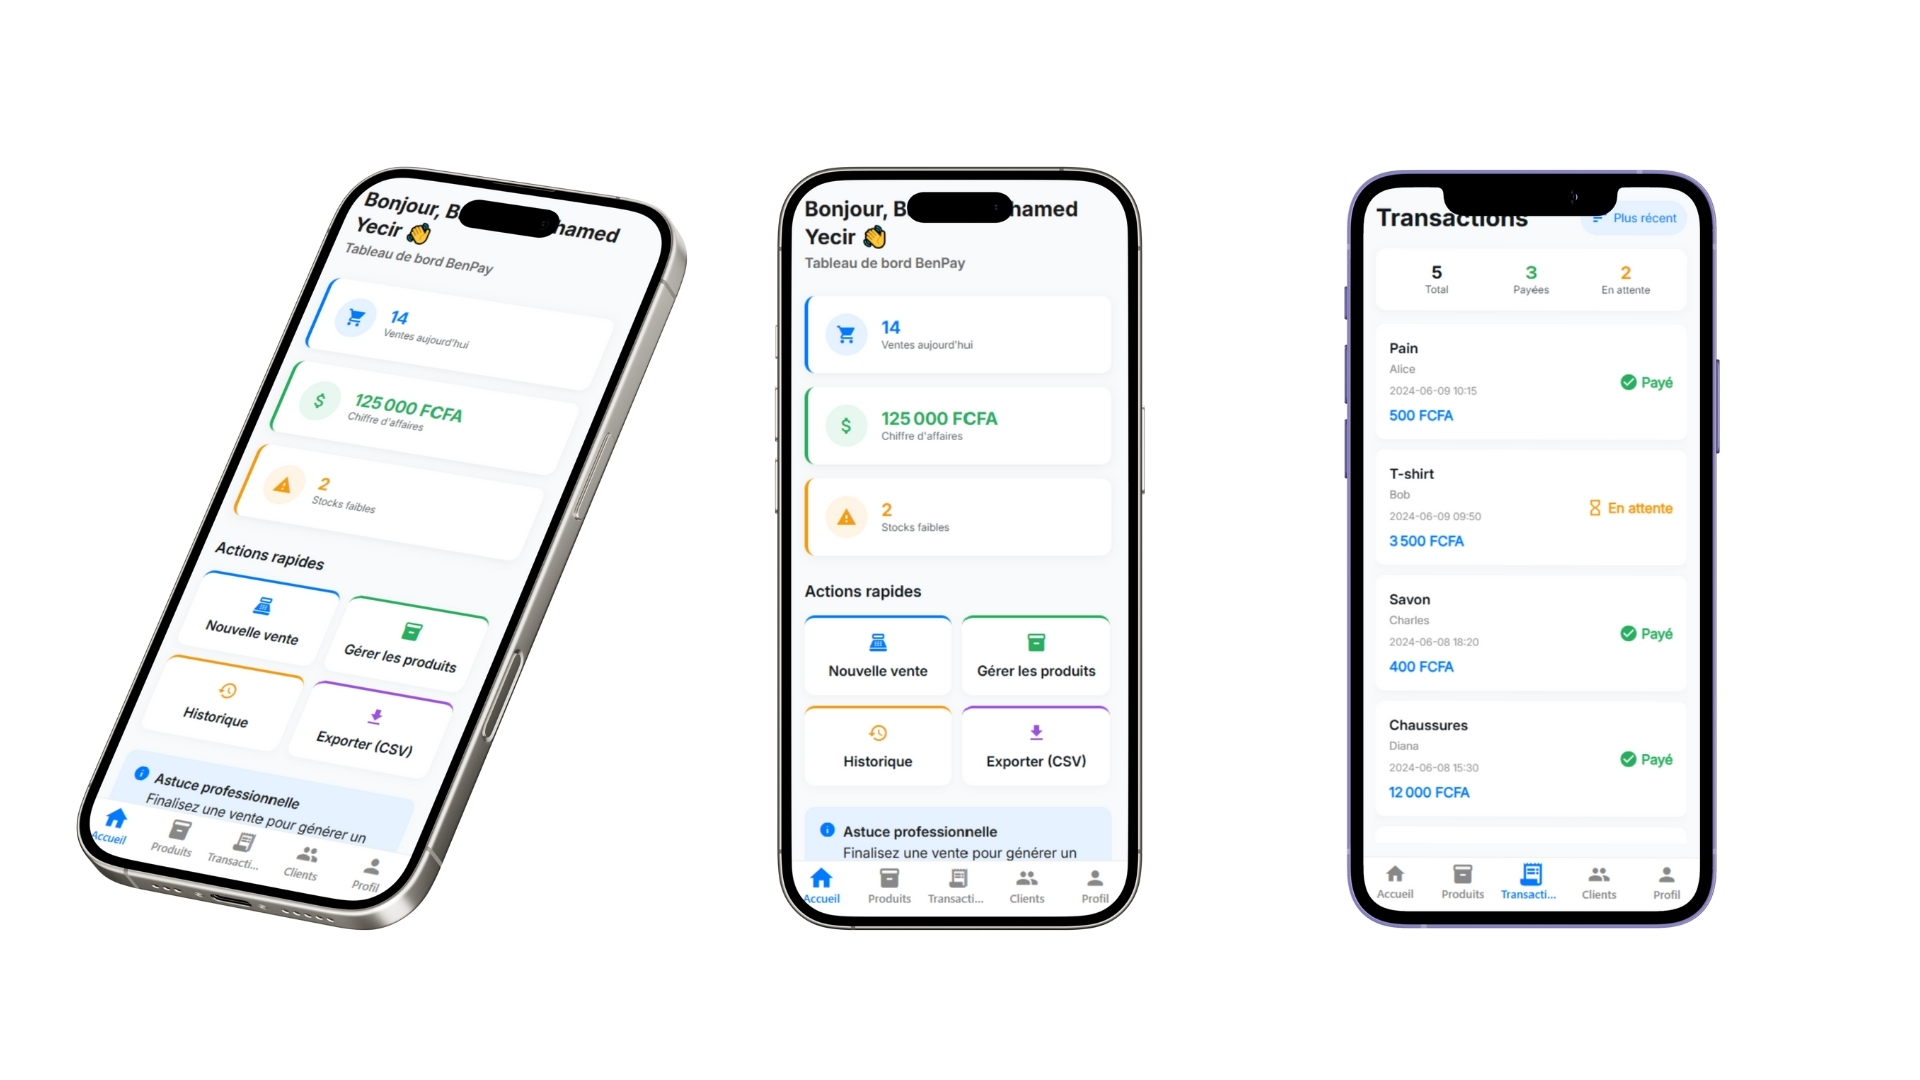 Bonjour, B hamed
Yecir 👋
Tableau de bord BenPay
14
Ventes aujourd'hui
125 000 FCFA
Chiffre d'affaires
2
Stocks faibles
Actions rapides
Nouvelle vente
Gérer les produits
Historique
Exporter (CSV)
Astuce professionnelle
Finalisez une vente pour générer un
Accueil
Produits
Transacti...
Clients
Profil
Bonjour, B hamed
Yecir 👋
Tableau de bord BenPay
14
Ventes aujourd'hui
125 000 FCFA
Chiffre d'affaires
2
Stocks faibles
Actions rapides
Nouvelle vente
Gérer les produits
Historique
Exporter (CSV)
Astuce professionnelle
Finalisez une vente pour générer un
Accueil
Produits
Transacti...
Clients
Profil
Transactions
Plus récent
5
Total
3
Payées
2
En attente
Pain
Alice
2024-06-09 10:15
500 FCFA
Payé
T-shirt
Bob
2024-06-09 09:50
3 500 FCFA
En attente
Savon
Charles
2024-06-08 18:20
400 FCFA
Payé
Chaussures
Diana
2024-06-08 15:30
12 000 FCFA
Payé
Accueil
Produits
Transacti...
Clients
Profil